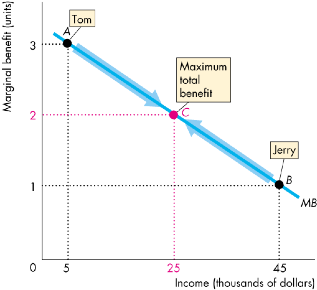 Marginal benefit (units)
Tom
A
3
Maximum
total
benefit
2
C
Jerry
1
B
MB
0
5
25
45
Income (thousands of dollars)